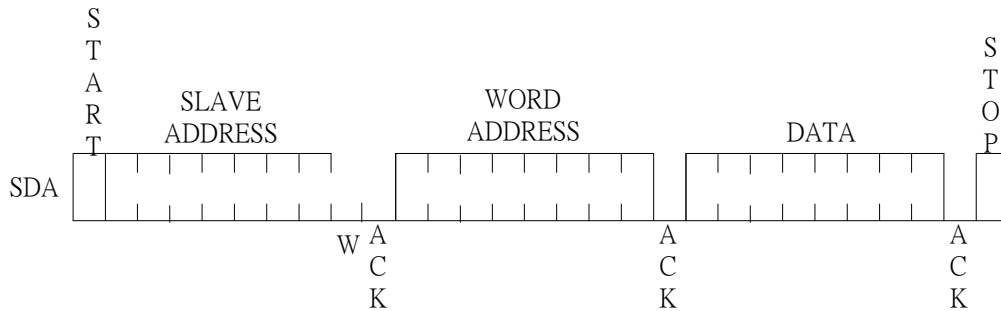 START
SLAVE
ADDRESS
WORD
ADDRESS
DATA
STOP
SDA
W
ACK
ACK
ACK